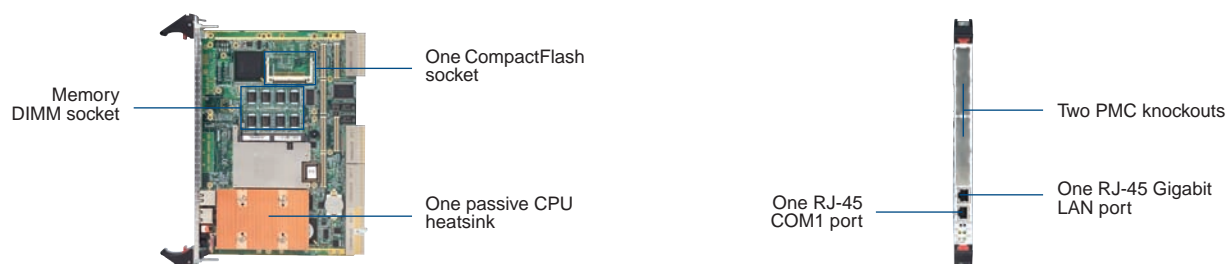 One CompactFlash
socket
Memory
DIMM socket
One passive CPU
heatsink
Two PMC knockouts
One RJ-45 Gigabit
LAN port
One RJ-45
COM1 port